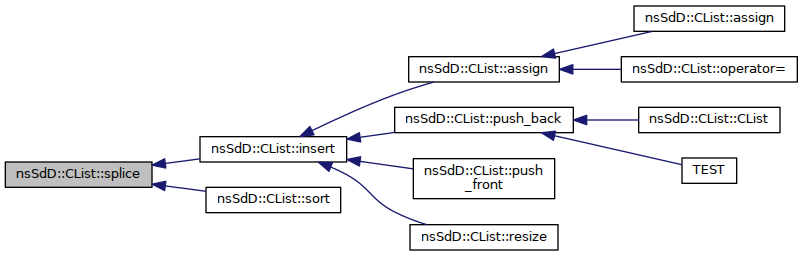 nsSdD::CList::splice
nsSdD::CList::insert
nsSdD::CList::assign
nsSdD::CList::assign
nsSdD::CList::operator=
nsSdD::CList::push_back
nsSdD::CList::CList
TEST
nsSdD::CList::push
_front
nsSdD::CList::resize
nsSdD::CList::sort